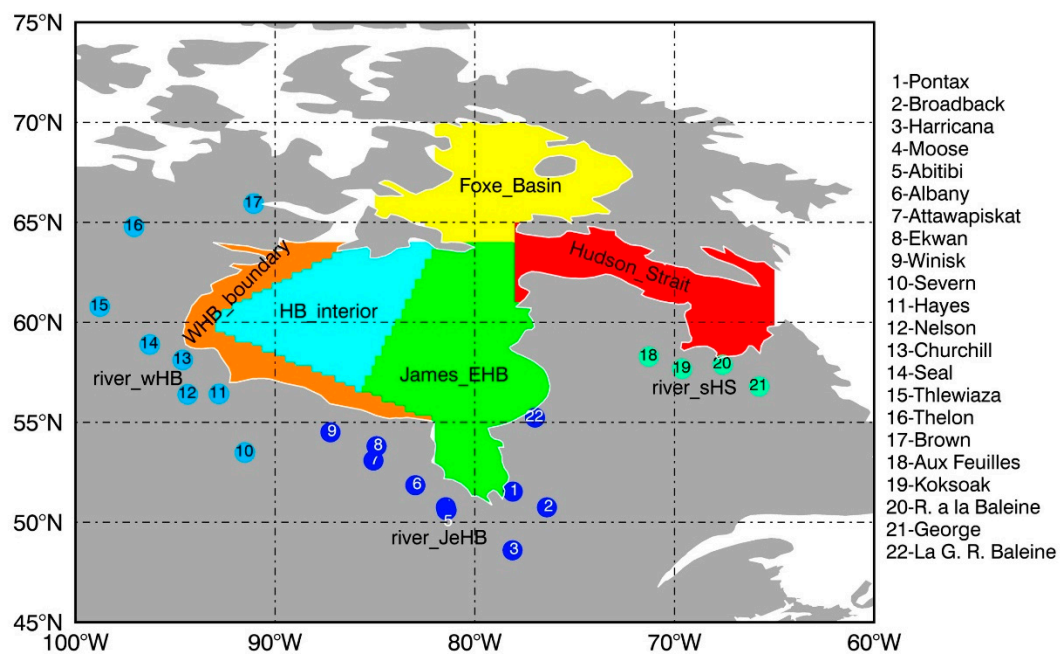 75°N
70°N
65°N
60°N
55°N
50°N
45°N
100°W
90°W
80°W
70°W
60°W
Foxe_Basin
Hudson_Strait
WHB_boundary
HB_interior
James_EHB
river_wHB
river_sHS
river_JeHB
17
16
15
14
13
12
11
10
9
8
7
6
5
1
2
3
22
18
19
20
21
1-Pontax
2-Broadback
3-Harricana
4-Moose
5-Abitibi
6-Albany
7-Attawapiskat
8-Ekwan
9-Winisk
10-Severn
11-Hayes
12-Nelson
13-Churchill
14-Seal
15-Thlewiaza
16-Thelon
17-Brown
18-Aux Feuilles
19-Koksoak
20-R. a la Baleine
21-George
22-La G. R. Baleine